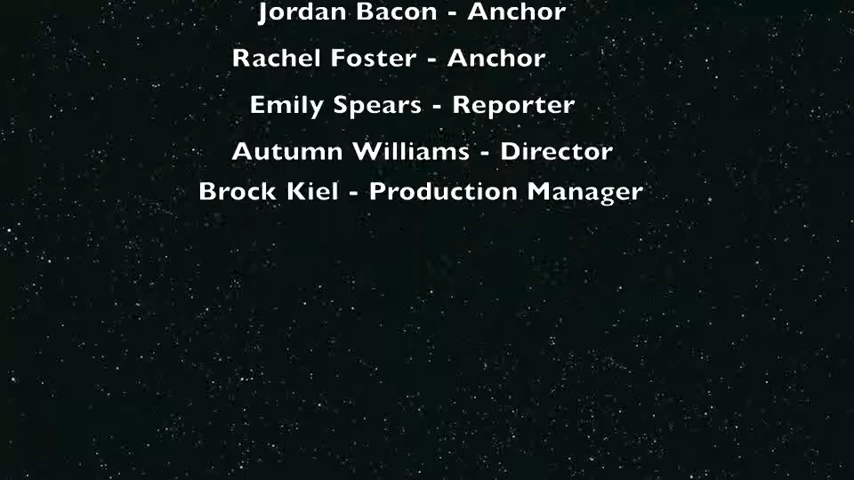 Jordan Bacon - Anchor
Rachel Foster - Anchor
Emily Spears - Reporter
Autumn Williams - Director
Brock Kiel - Production Manager